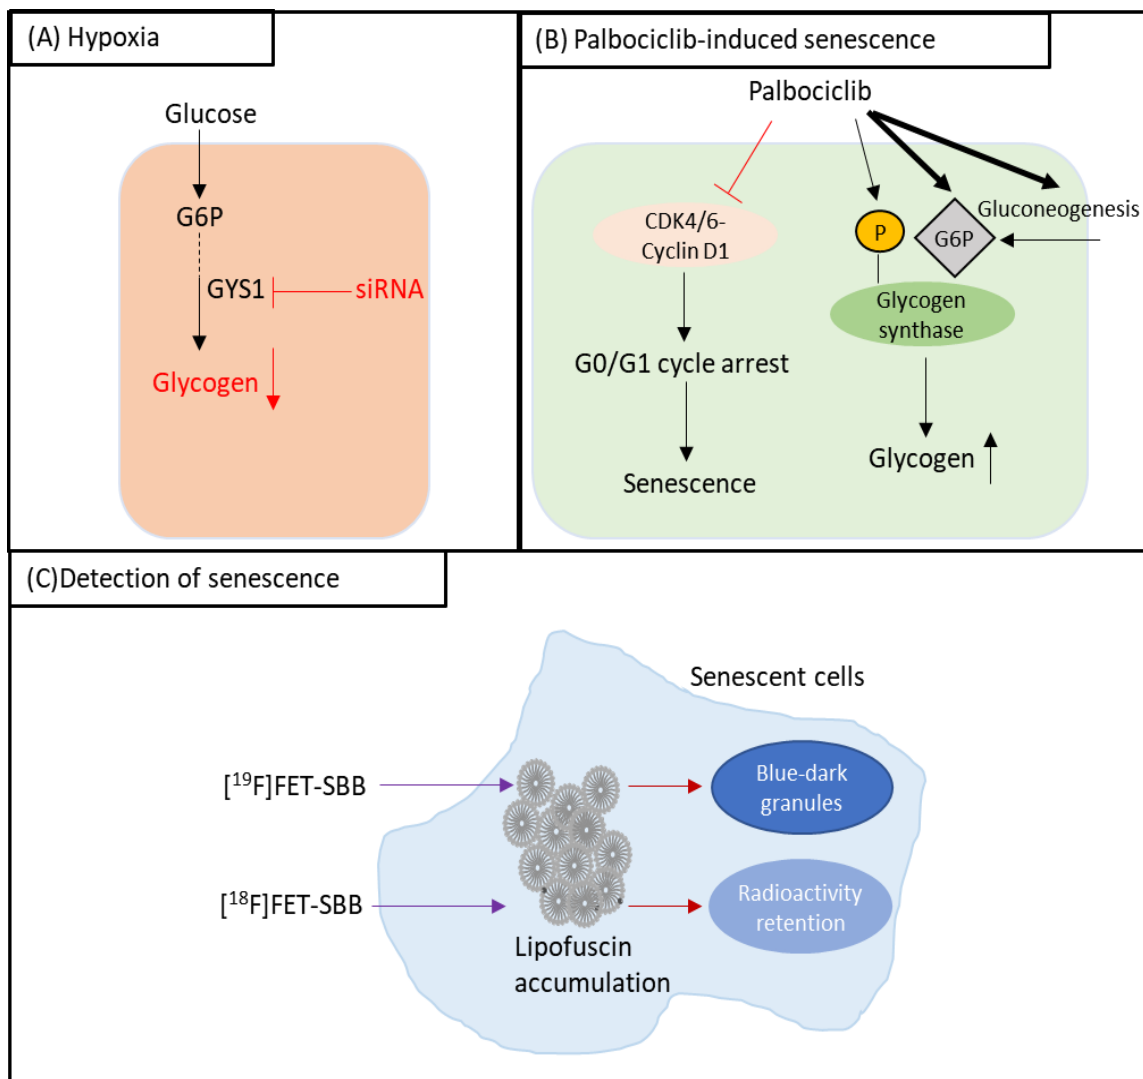 (A) Hypoxia
Glucose
G6P
GYS1
siRNA
Glycogen
(B) Palbociclib-induced senescence
Palbociclib
CDK4/6-
Cyclin D1
G0/G1 cycle arrest
Senescence
P
G6P
Gluconeogenesis
Glycogen
synthase
Glycogen
(C)Detection of senescence
Senescent cells
[¹⁹F]FET-SBB
Blue-dark
granules
[¹⁸F]FET-SBB
Radioactivity
retention
Lipofuscin
accumulation